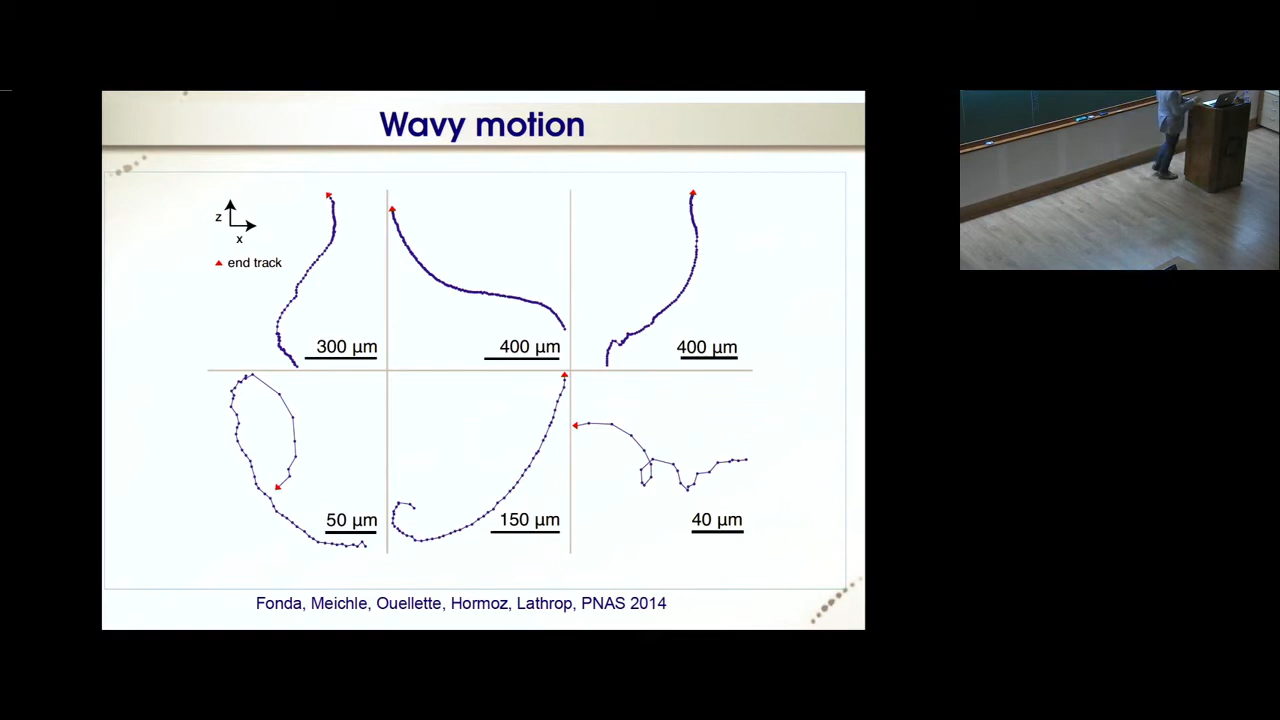 Wavy motion
z
x
end track
300 µm
400 µm
400 µm
50 µm
150 µm
40 µm
Fonda, Meichle, Ouellette, Hormoz, Lathrop, PNAS 2014